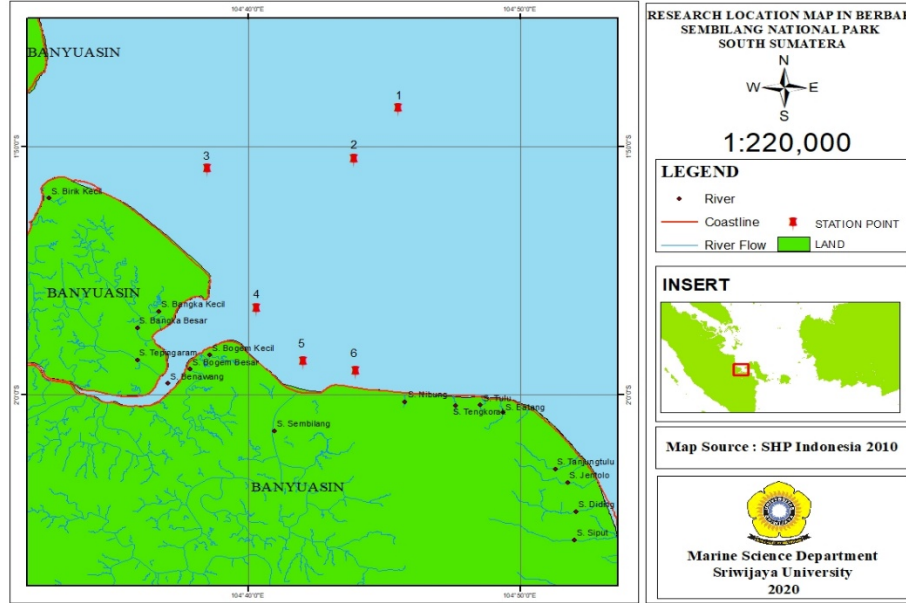 104°40'0"E
104°50'0"E
BANYUASIN
1
2
3
1°50'0"S
1°50'0"S
S. Birik Kecil
BANYUASIN
4
S. Bangka Kecil
S. Bangka Besar
5
6
S. Tepingaram
S. Bogem Kecil
S. Bogem Besar
S. Benawang
2°0'0"S
2°0'0"S
S. Nibung
S. Tulu
S. Tengkorak
S. Sembilang
S. Tanjungtulu
S. Jentolo
BANYUASIN
S. Diding
S. Siput
104°40'0"E
104°50'0"E
RESEARCH LOCATION MAP IN BERBAK
SEMBILANG NATIONAL PARK
SOUTH SUMATERA
N
W E
S
1:220,000
LEGEND
River
Coastline
River Flow
STATION POINT
LAND
INSERT
Map Source : SHP Indonesia 2010
Marine Science Department
Sriwijaya University
2020